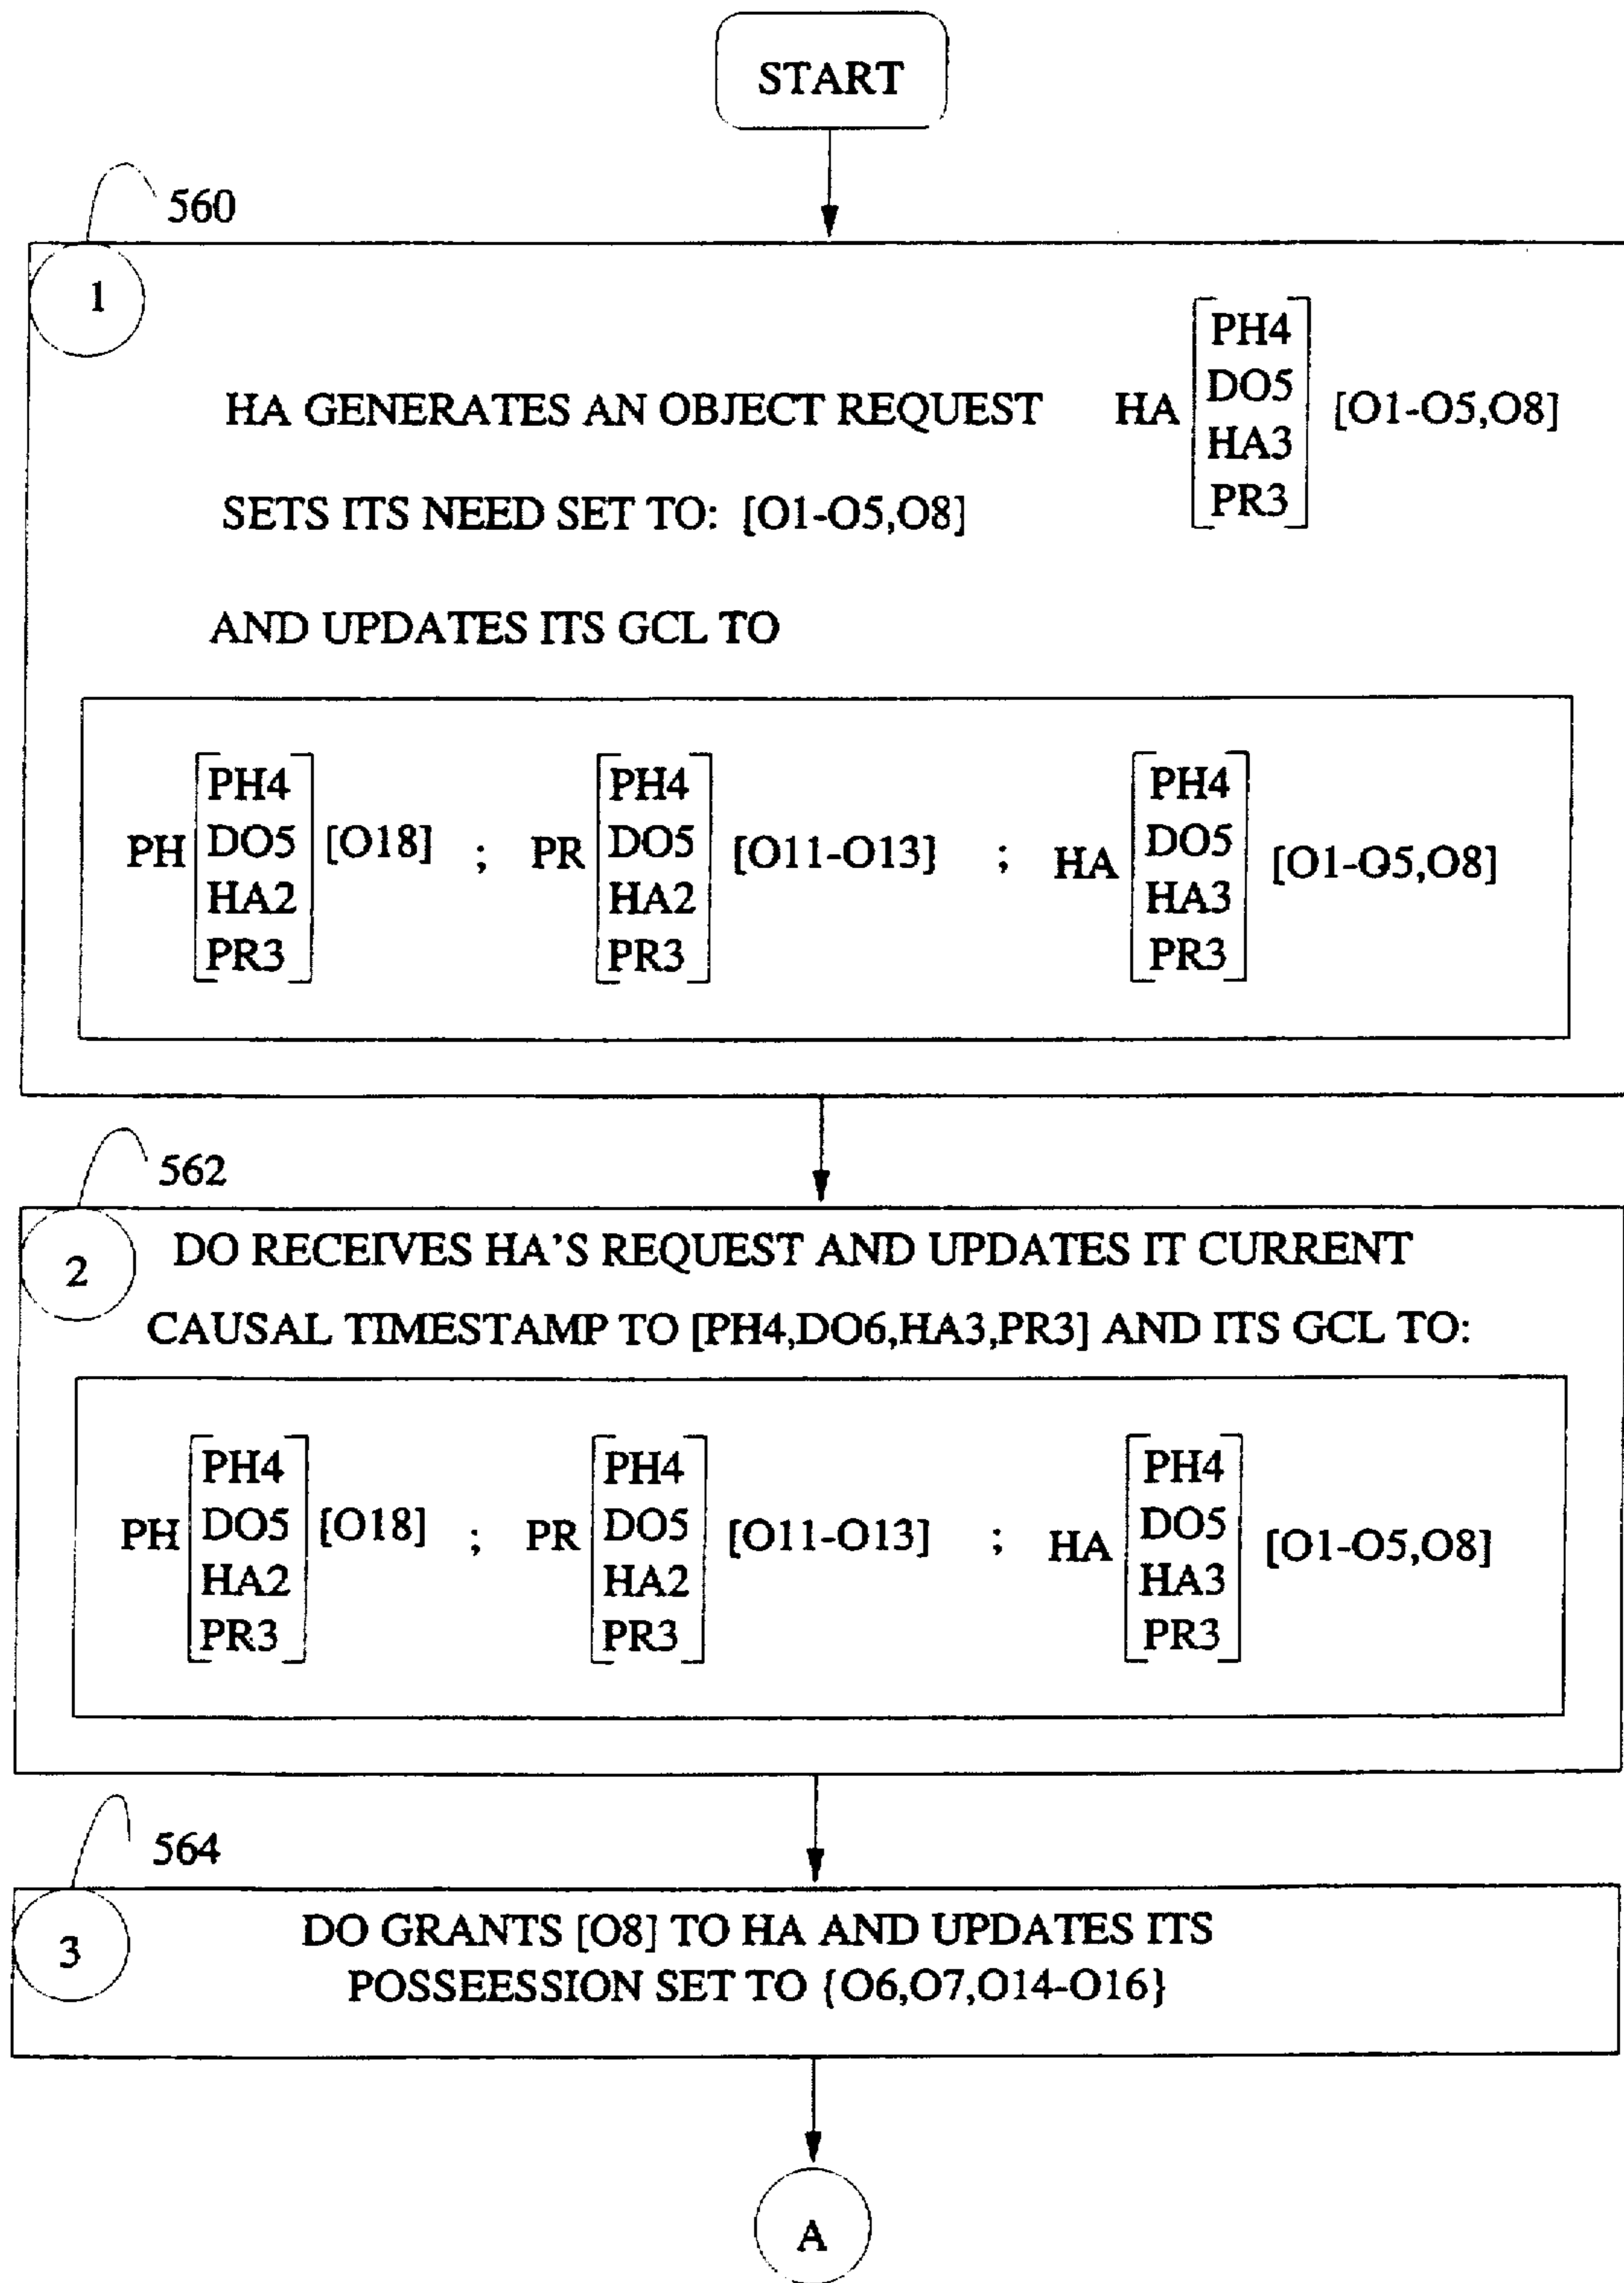 START
560
1
HA GENERATES AN OBJECT REQUEST HA [PH4 DO5 HA3 PR3] [O1-O5,O8]
SETS ITS NEED SET TO: [O1-O5,O8]
AND UPDATES ITS GCL TO
PH [PH4 DO5 HA2 PR3] [O18] ; PR [PH4 DO5 HA2 PR3] [O11-O13] ; HA [PH4 DO5 HA3 PR3] [O1-O5,O8]
562
2
DO RECEIVES HA'S REQUEST AND UPDATES IT CURRENT
CAUSAL TIMESTAMP TO [PH4,DO6,HA3,PR3] AND ITS GCL TO:
PH [PH4 DO5 HA2 PR3] [O18] ; PR [PH4 DO5 HA2 PR3] [O11-O13] ; HA [PH4 DO5 HA3 PR3] [O1-O5,O8]
564
3
DO GRANTS [O8] TO HA AND UPDATES ITS
POSSEESSION SET TO {O6,O7,O14-O16}
A